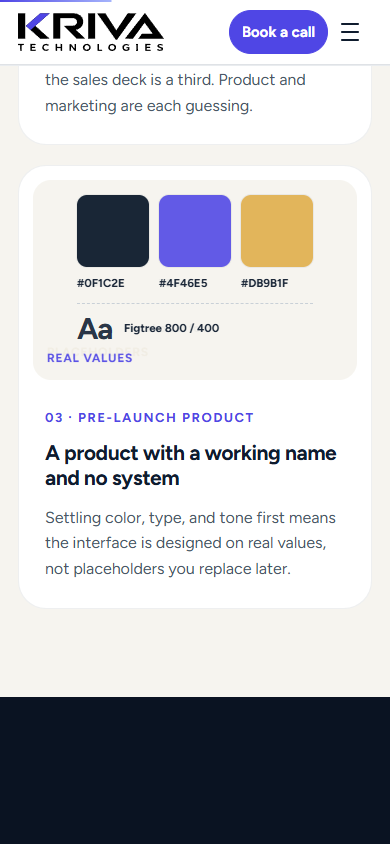 KRIVA
TECHNOLOGIES
Book a call
the sales deck is a third. Product and
marketing are each guessing.
#0F1C2E
#4F46E5
#DB9B1F
Aa
Figtree 800 / 400
REAL VALUES
03 · PRE-LAUNCH PRODUCT
A product with a working name
and no system
Settling color, type, and tone first means
the interface is designed on real values,
not placeholders you replace later.